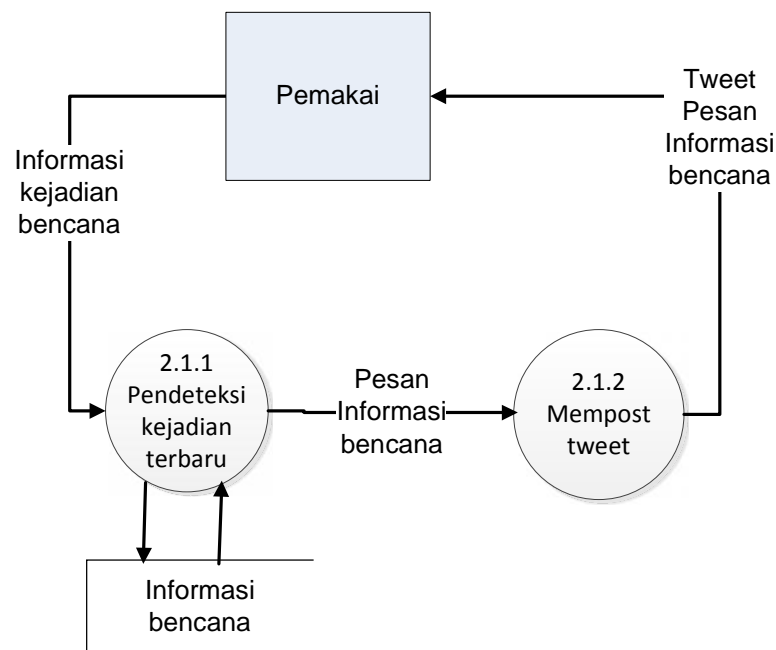 Pemakai
Tweet
Pesan
Informasi
bencana
Informasi
kejadian
bencana
2.1.1
Pendeteksi
kejadian
terbaru
Pesan
Informasi
bencana
2.1.2
Mempost
tweet
Informasi
bencana